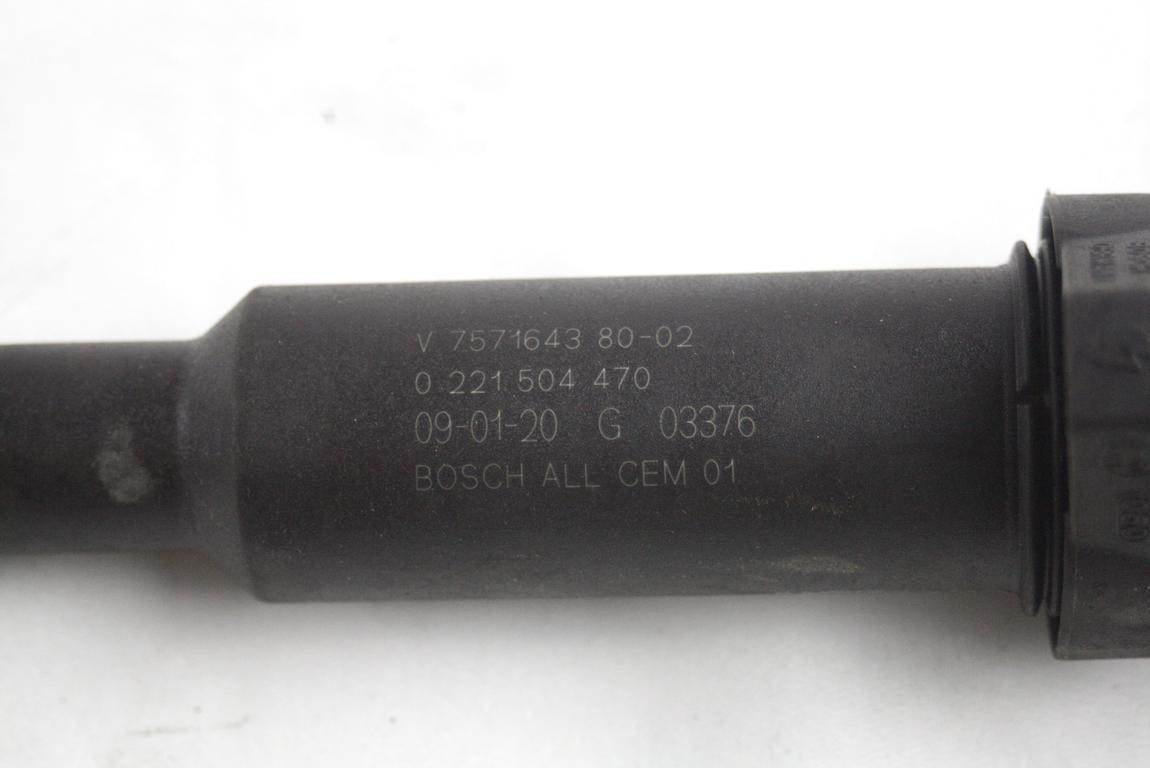 V 7571643 80-02
0 221 504 470
09-01-20 G 03376
BOSCH ALL CEM 01